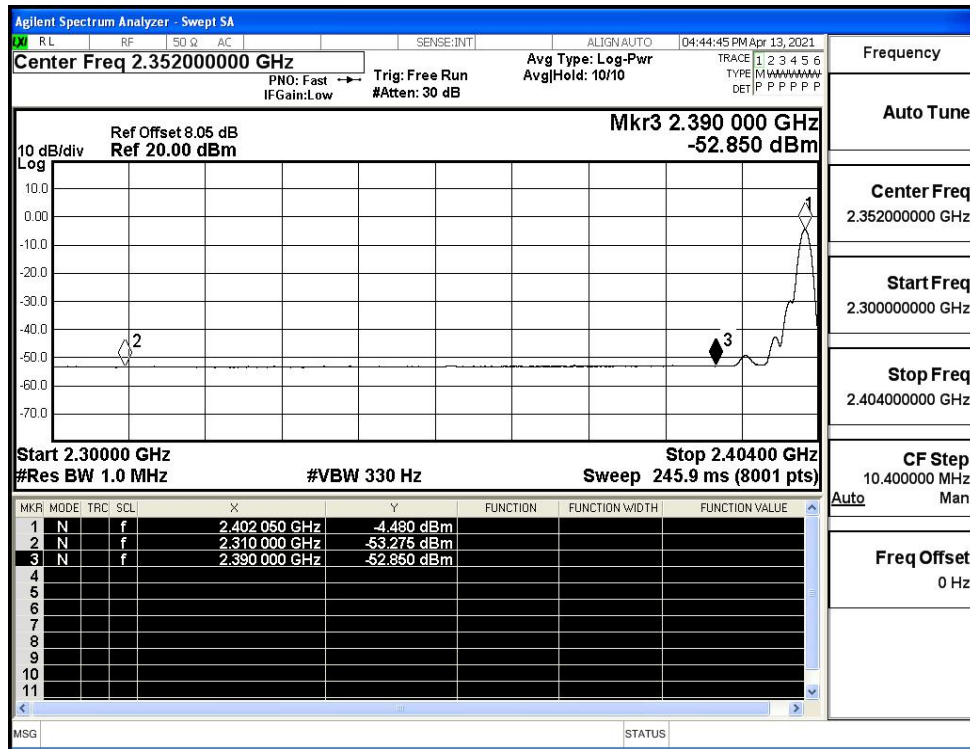 Agilent Spectrum Analyzer - Swept SA
LXI RL RF 50 Ω AC SENSE:INT ALIGN AUTO 04:44:45 PM Apr 13, 2021
Center Freq 2.352000000 GHz
PNO: Fast
IFGain:Low
Trig: Free Run
#Atten: 30 dB
Avg Type: Log-Pwr
Avg|Hold: 10/10
TRACE 1 2 3 4 5 6
TYPE M WWWWW
DET P P P P P P
Ref Offset 8.05 dB
10 dB/div Ref 20.00 dBm
Log
Mkr3 2.390 000 GHz
-52.850 dBm
10.0
0.00
-10.0
-20.0
-30.0
-40.0
-50.0
-60.0
-70.0
1
2
3
Start 2.30000 GHz Stop 2.40400 GHz
#Res BW 1.0 MHz #VBW 330 Hz Sweep 245.9 ms (8001 pts)
MKR MODE TRC SCL X Y FUNCTION FUNCTION WIDTH FUNCTION VALUE
1 N f 2.402 050 GHz -4.480 dBm
2 N f 2.310 000 GHz -53.275 dBm
3 N f 2.390 000 GHz -52.850 dBm
4
5
6
7
8
9
10
11
MSG STATUS
Frequency
Auto Tune
Center Freq
2.352000000 GHz
Start Freq
2.300000000 GHz
Stop Freq
2.404000000 GHz
CF Step
10.400000 MHz
Auto Man
Freq Offset
0 Hz